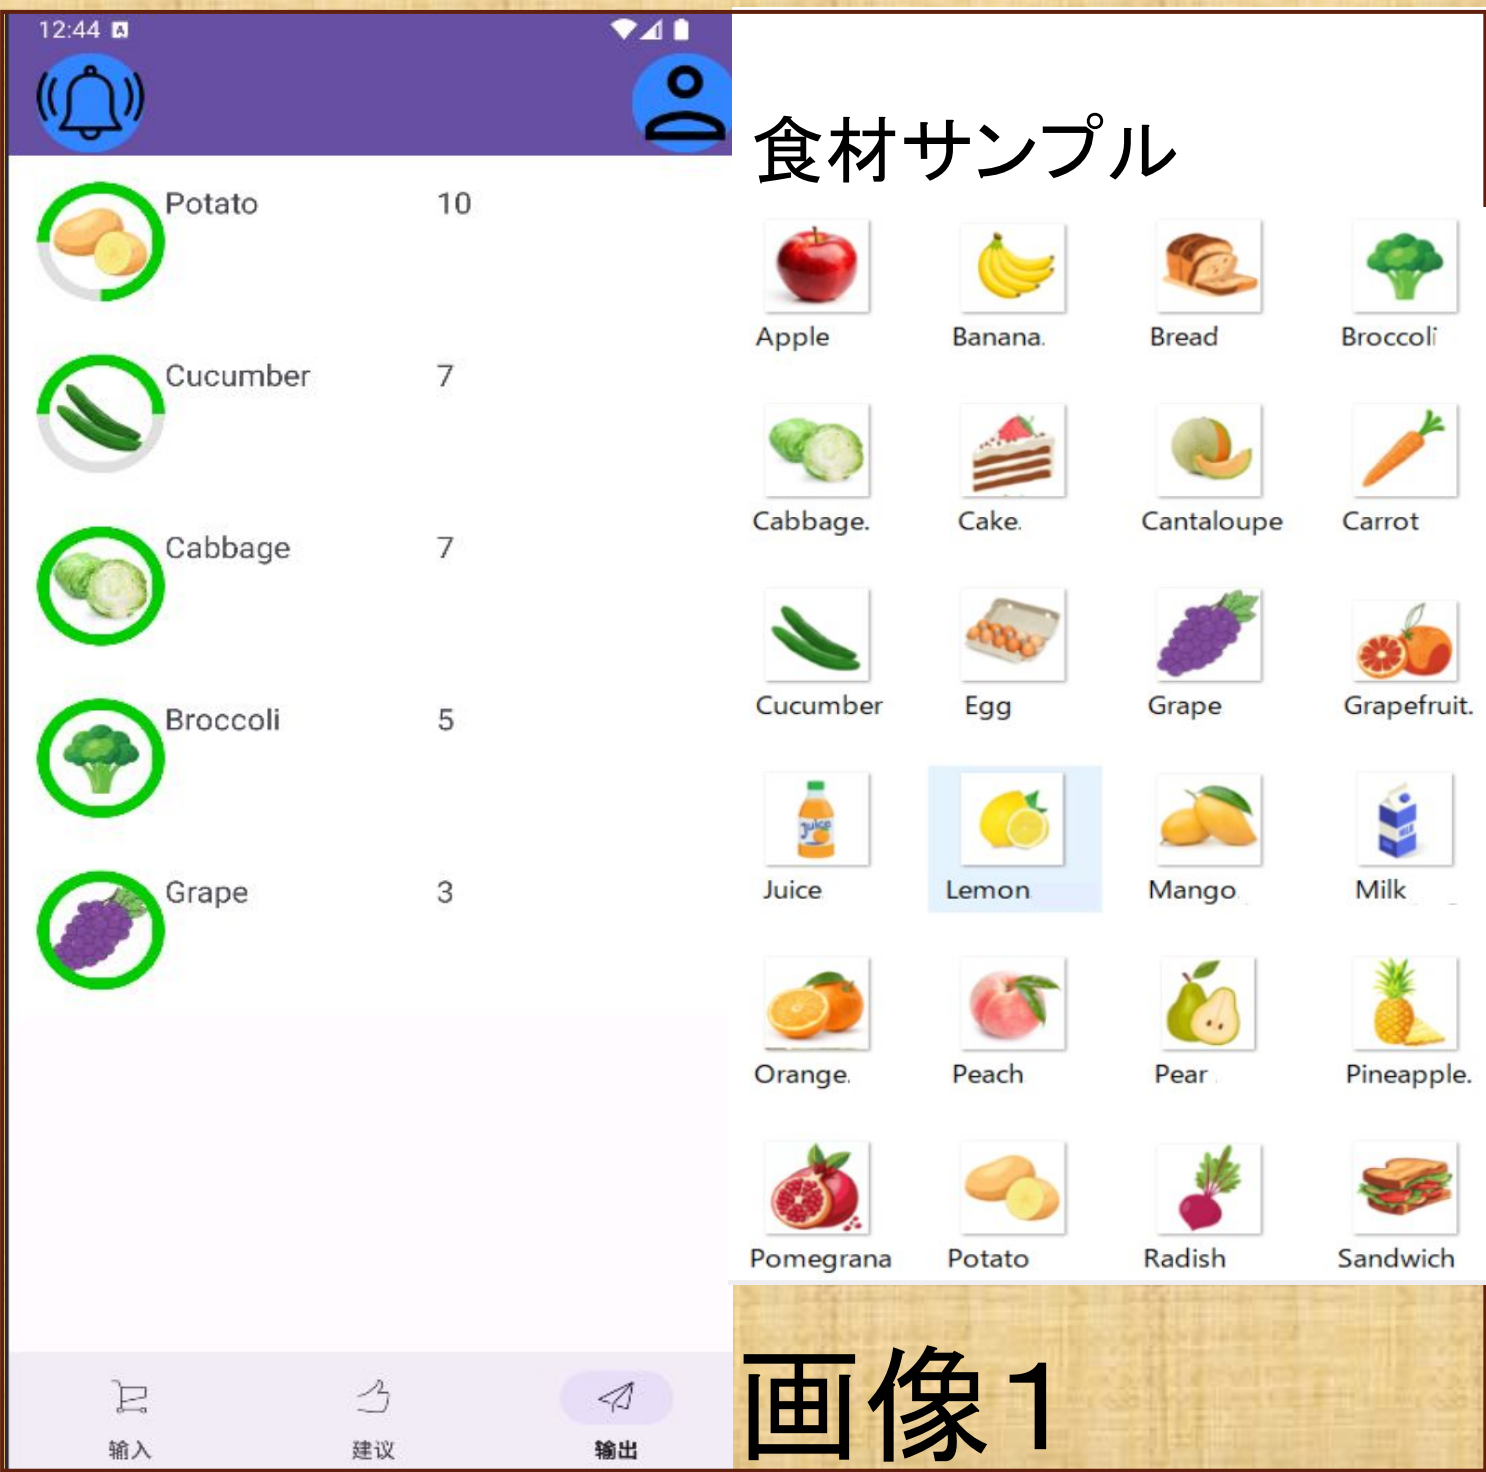 12:44 A
Potato 10
Cucumber 7
Cabbage 7
Broccoli 5
Grape 3
输入 建议 输出
食材サンプル
Apple Banana. Bread Broccoli
Cabbage. Cake. Cantaloupe Carrot
Cucumber Egg Grape Grapefruit.
Juice
Juice Lemon Mango Milk
Orange. Peach Pear Pineapple.
Pomegrana Potato Radish Sandwich
画像1